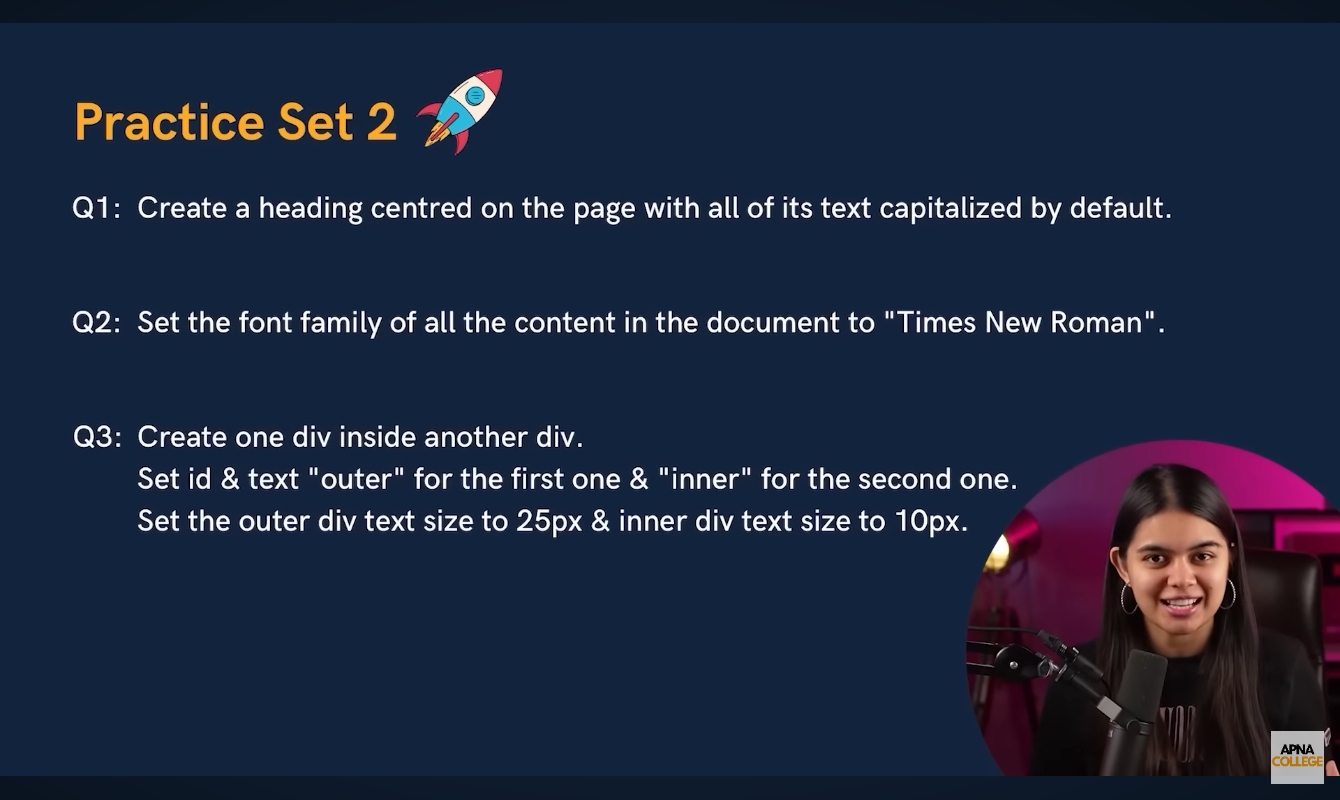 Practice Set 2
Q1: Create a heading centred on the page with all of its text capitalized by default.
Q2: Set the font family of all the content in the document to "Times New Roman".
Q3: Create one div inside another div.
Set id & text "outer" for the first one & "inner" for the second one.
Set the outer div text size to 25px & inner div text size to 10px.
APNA
COLLEGE